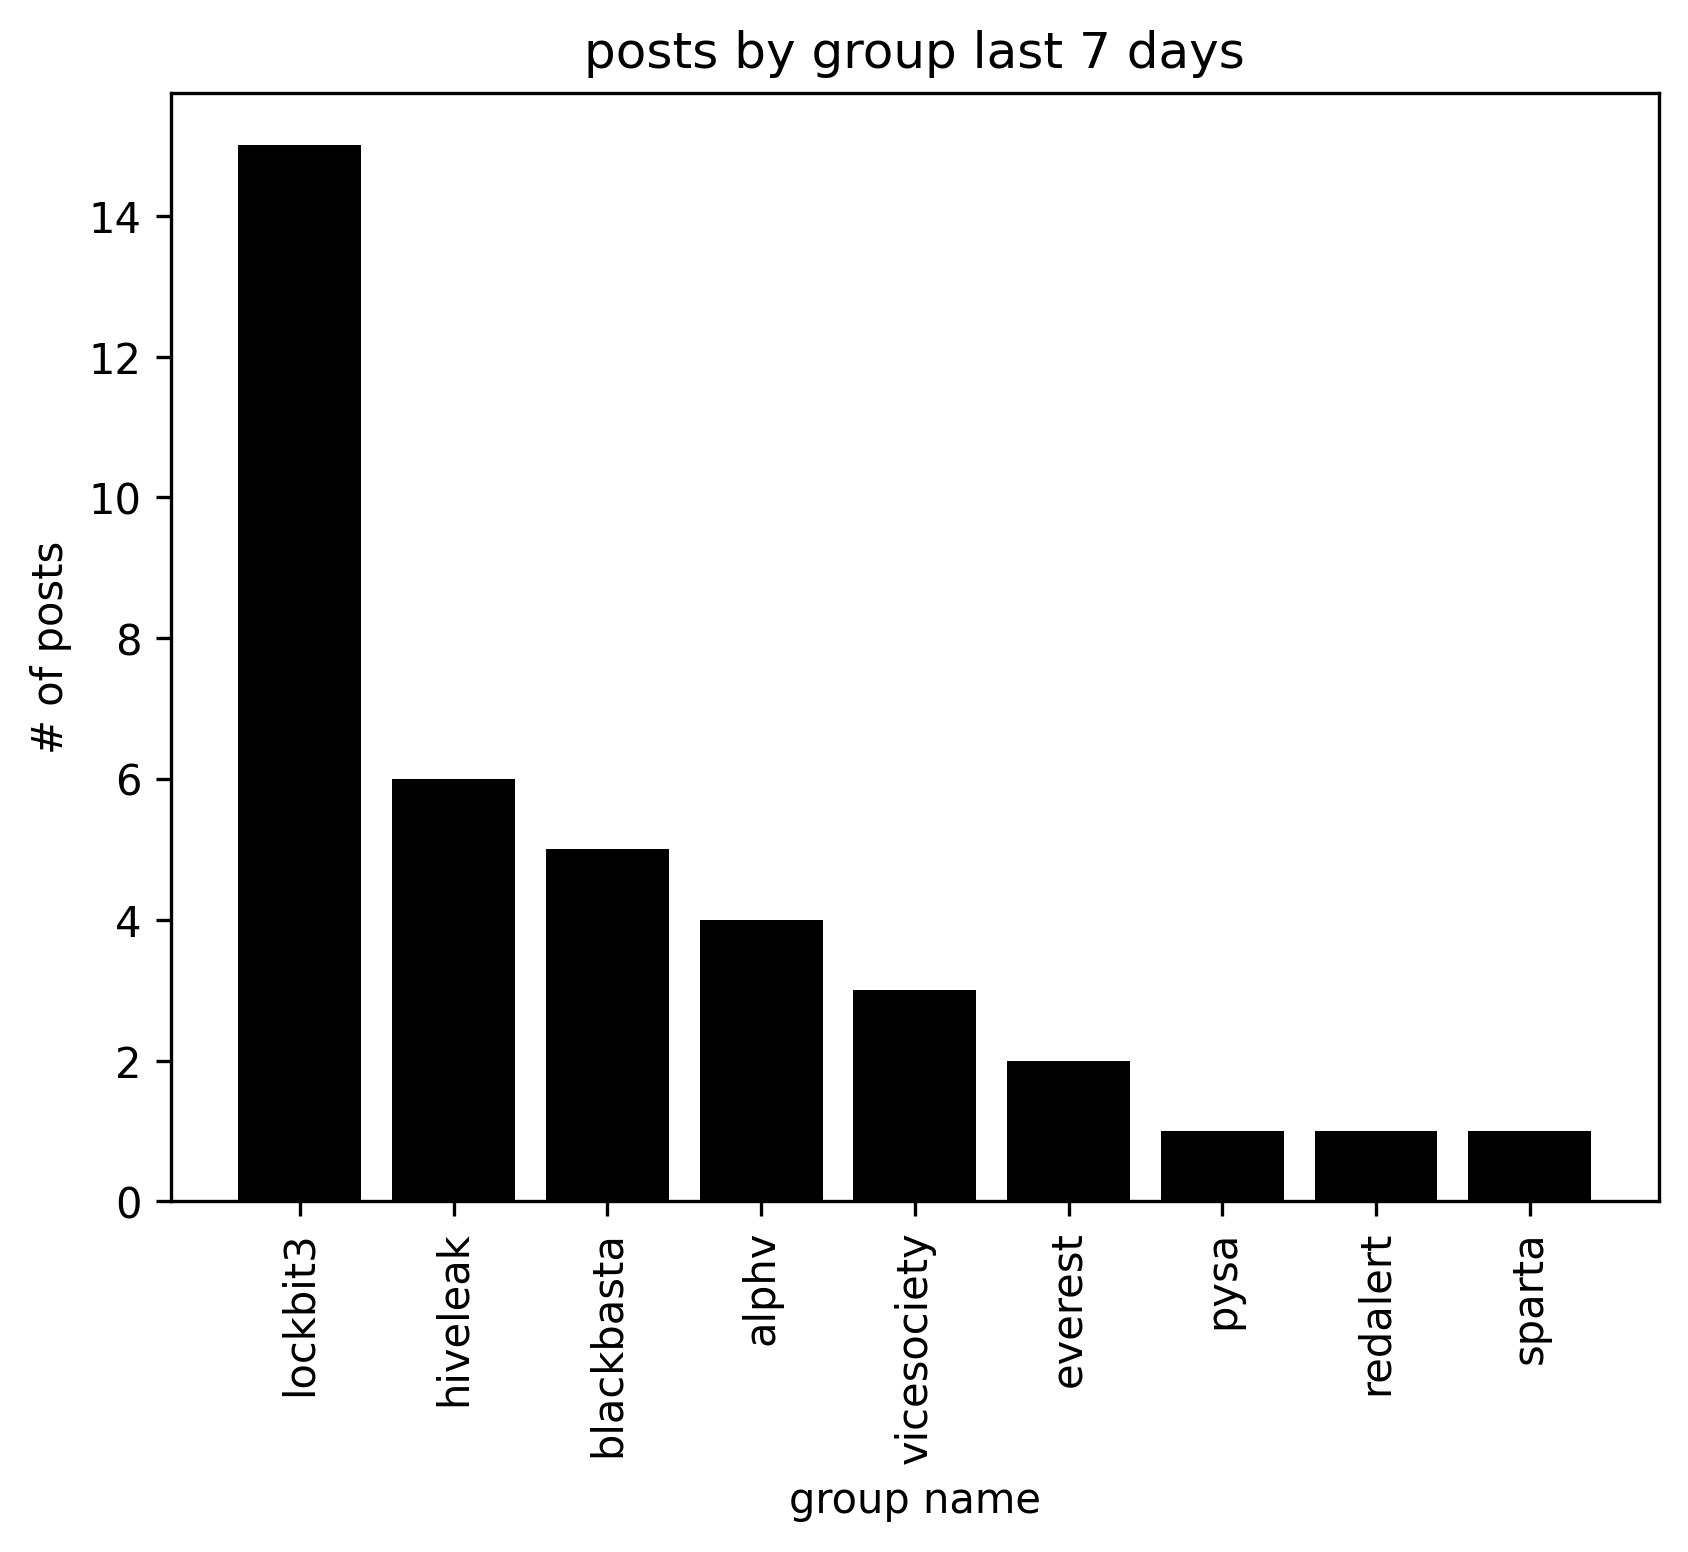 posts by group last 7 days
14
12
10
8
6
4
2
0
# of posts
lockbit3
hiveleak
blackbasta
alphv
vicesociety
everest
pysa
redalert
sparta
group name